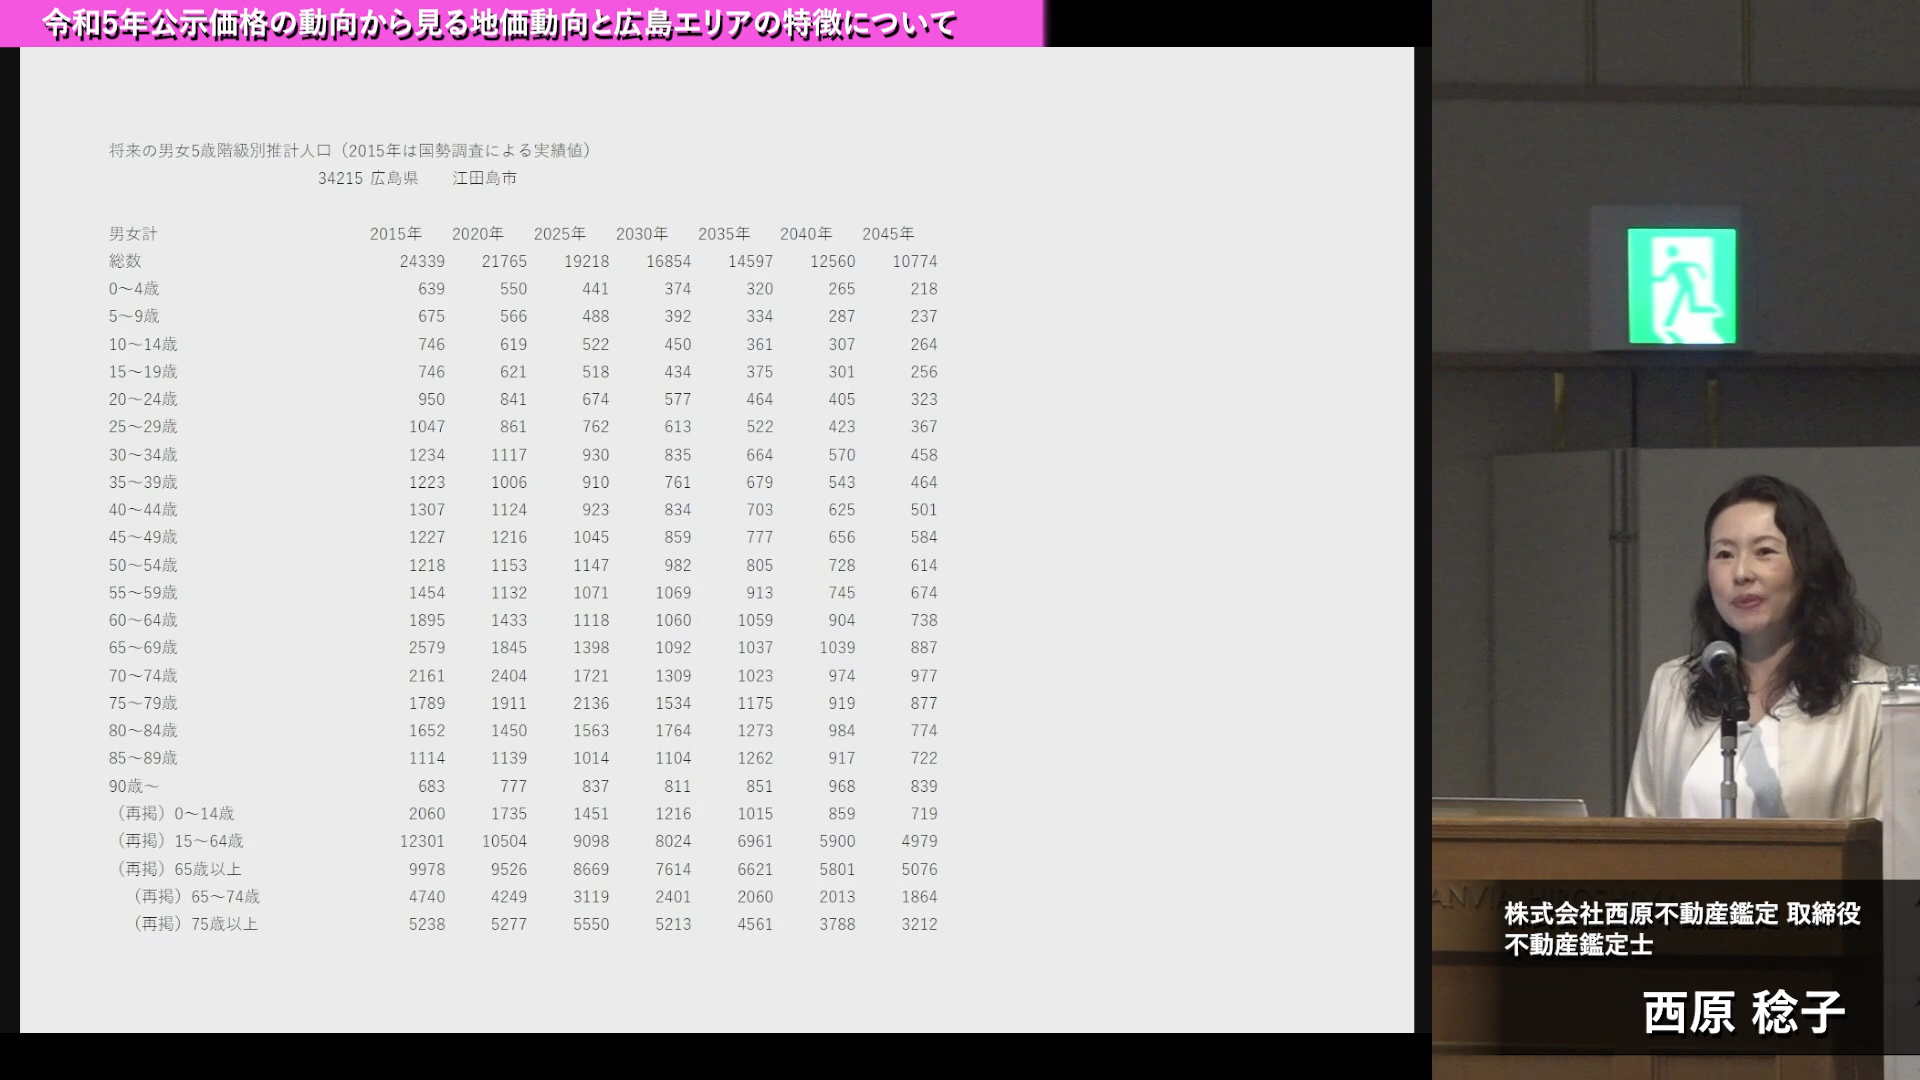 令和5年公示価格の動向から見る地価動向と広島エリアの特徴について
将来の男女5歳階級別推計人口（2015年は国勢調査による実績値）
34215 広島県 江田島市
男女計 2015年 2020年 2025年 2030年 2035年 2040年 2045年
総数 24339 21765 19218 16854 14597 12560 10774
0～4歳 639 550 441 374 320 265 218
5～9歳 675 566 488 392 334 287 237
10～14歳 746 619 522 450 361 307 264
15～19歳 746 621 518 434 375 301 256
20～24歳 950 841 674 577 464 405 323
25～29歳 1047 861 762 613 522 423 367
30～34歳 1234 1117 930 835 664 570 458
35～39歳 1223 1006 910 761 679 543 464
40～44歳 1307 1124 923 834 703 625 501
45～49歳 1227 1216 1045 859 777 656 584
50～54歳 1218 1153 1147 982 805 728 614
55～59歳 1454 1132 1071 1069 913 745 674
60～64歳 1895 1433 1118 1060 1059 904 738
65～69歳 2579 1845 1398 1092 1037 1039 887
70～74歳 2161 2404 1721 1309 1023 974 977
75～79歳 1789 1911 2136 1534 1175 919 877
80～84歳 1652 1450 1563 1764 1273 984 774
85～89歳 1114 1139 1014 1104 1262 917 722
90歳～ 683 777 837 811 851 968 839
（再掲）0～14歳 2060 1735 1451 1216 1015 859 719
（再掲）15～64歳 12301 10504 9098 8024 6961 5900 4979
（再掲）65歳以上 9978 9526 8669 7614 6621 5801 5076
（再掲）65～74歳 4740 4249 3119 2401 2060 2013 1864
（再掲）75歳以上 5238 5277 5550 5213 4561 3788 3212
株式会社西原不動産鑑定 取締役
不動産鑑定士
西原 稔子